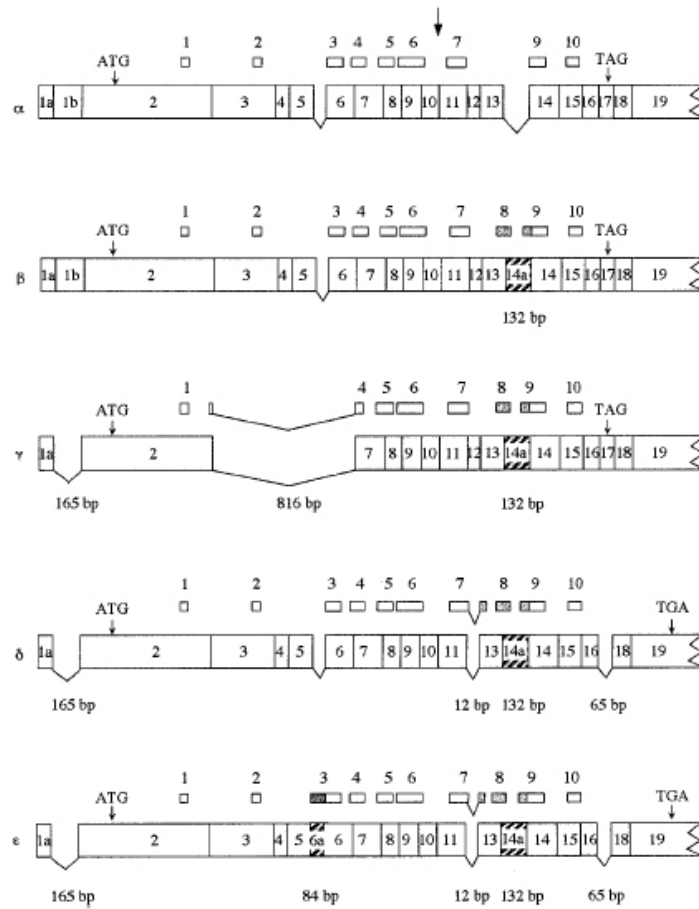 1 2 3 4 5 6 7 9 10
ATG TAG
α 1a 1b 2 3 4 5 6 7 8 9 10 11 12 13 14 15 16 17 18 19
1 2 3 4 5 6 7 8 9 10
ATG TAG
β 1a 1b 2 3 4 5 6 7 8 9 10 11 12 13 14a 14 15 16 17 18 19
132 bp
1 4 5 6 7 8 9 10
ATG TAG
γ 1a 2 7 8 9 10 11 12 13 14a 14 15 16 17 18 19
165 bp 816 bp 132 bp
1 2 3 4 5 6 7 8 9 10
ATG TGA
δ 1a 2 3 4 5 6 7 8 9 10 11 13 14a 14 15 16 18 19
165 bp 12 bp 132 bp 65 bp
1 2 3 4 5 6 7 8 9 10
ATG TGA
ε 1a 2 3 4 5 6a 6 7 8 9 10 11 13 14a 14 15 16 18 19
165 bp 84 bp 12 bp 132 bp 65 bp